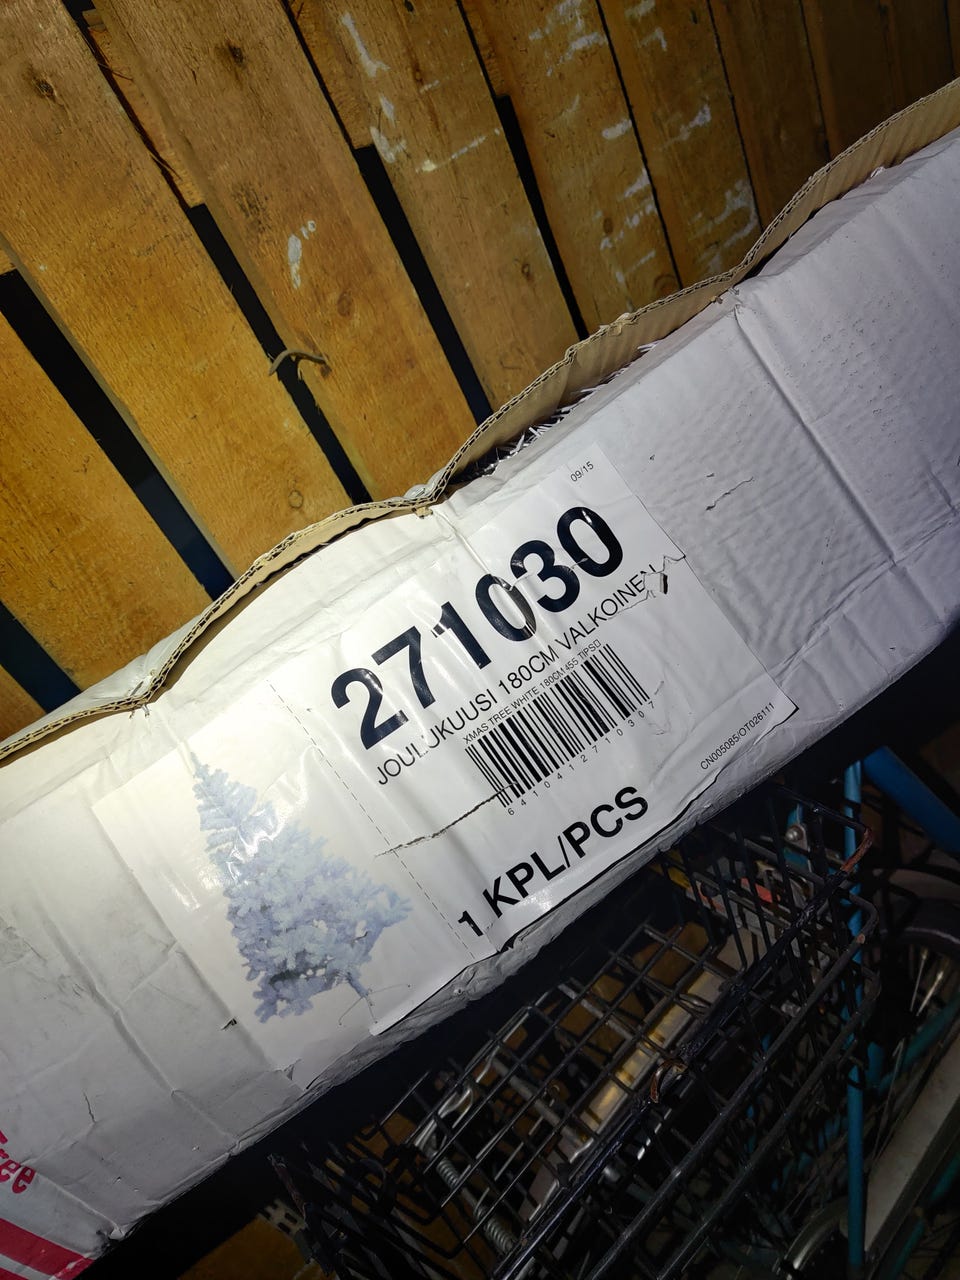 09/15
271030
JOULUKUUSI 180CM VALKOINEN
XMAS TREE WHITE 180CM 455 TIPS
6410412710307
1 KPL/PCS
CN005085/OT026111